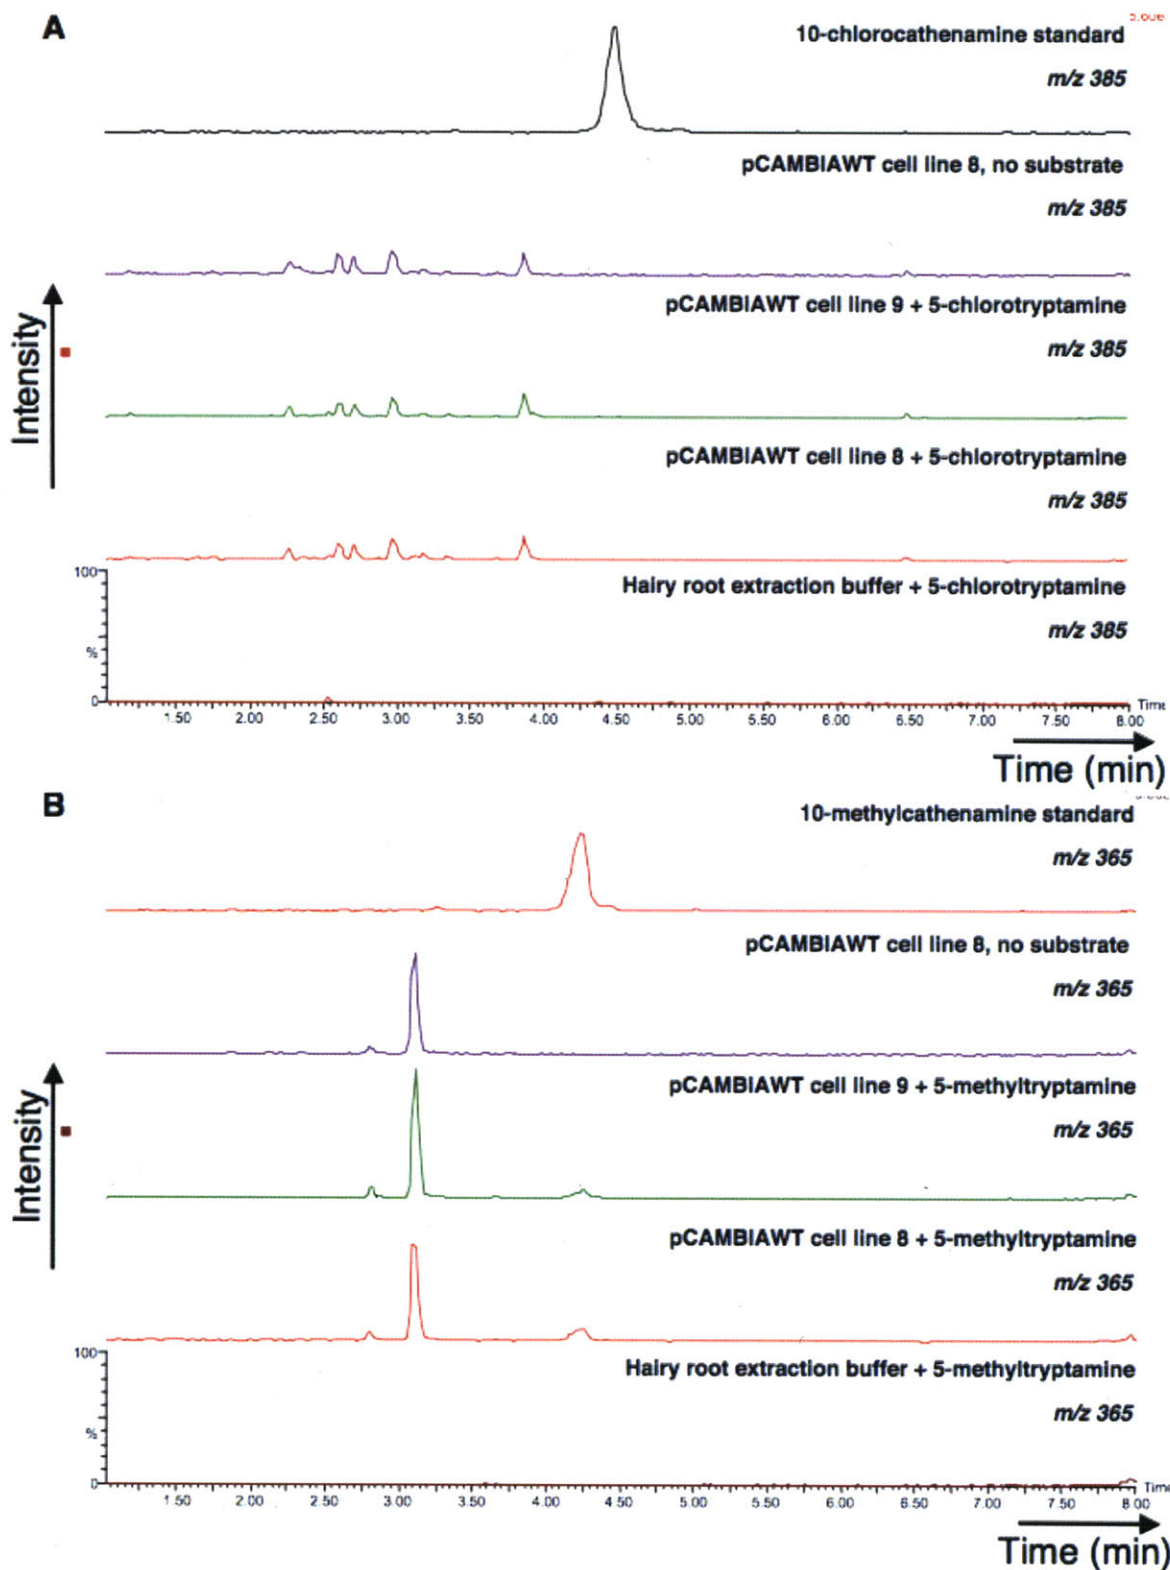 A
10-chlorocathenamine standard
m/z 385
pCAMBIAWT cell line 8, no substrate
m/z 385
pCAMBIAWT cell line 9 + 5-chlorotryptamine
m/z 385
Intensity
pCAMBIAWT cell line 8 + 5-chlorotryptamine
m/z 385
100
Hairy root extraction buffer + 5-chlorotryptamine
m/z 385
%
0
Time
1.50 2.00 2.50 3.00 3.50 4.00 4.50 5.00 5.50 6.00 6.50 7.00 7.50 8.00
Time (min)
B
10-methylcathenamine standard
m/z 365
pCAMBIAWT cell line 8, no substrate
m/z 365
pCAMBIAWT cell line 9 + 5-methyltryptamine
m/z 365
Intensity
pCAMBIAWT cell line 8 + 5-methyltryptamine
m/z 365
100
Hairy root extraction buffer + 5-methyltryptamine
m/z 365
%
0
Time
1.50 2.00 2.50 3.00 3.50 4.00 4.50 5.00 5.50 6.00 6.50 7.00 7.50 8.00
Time (min)